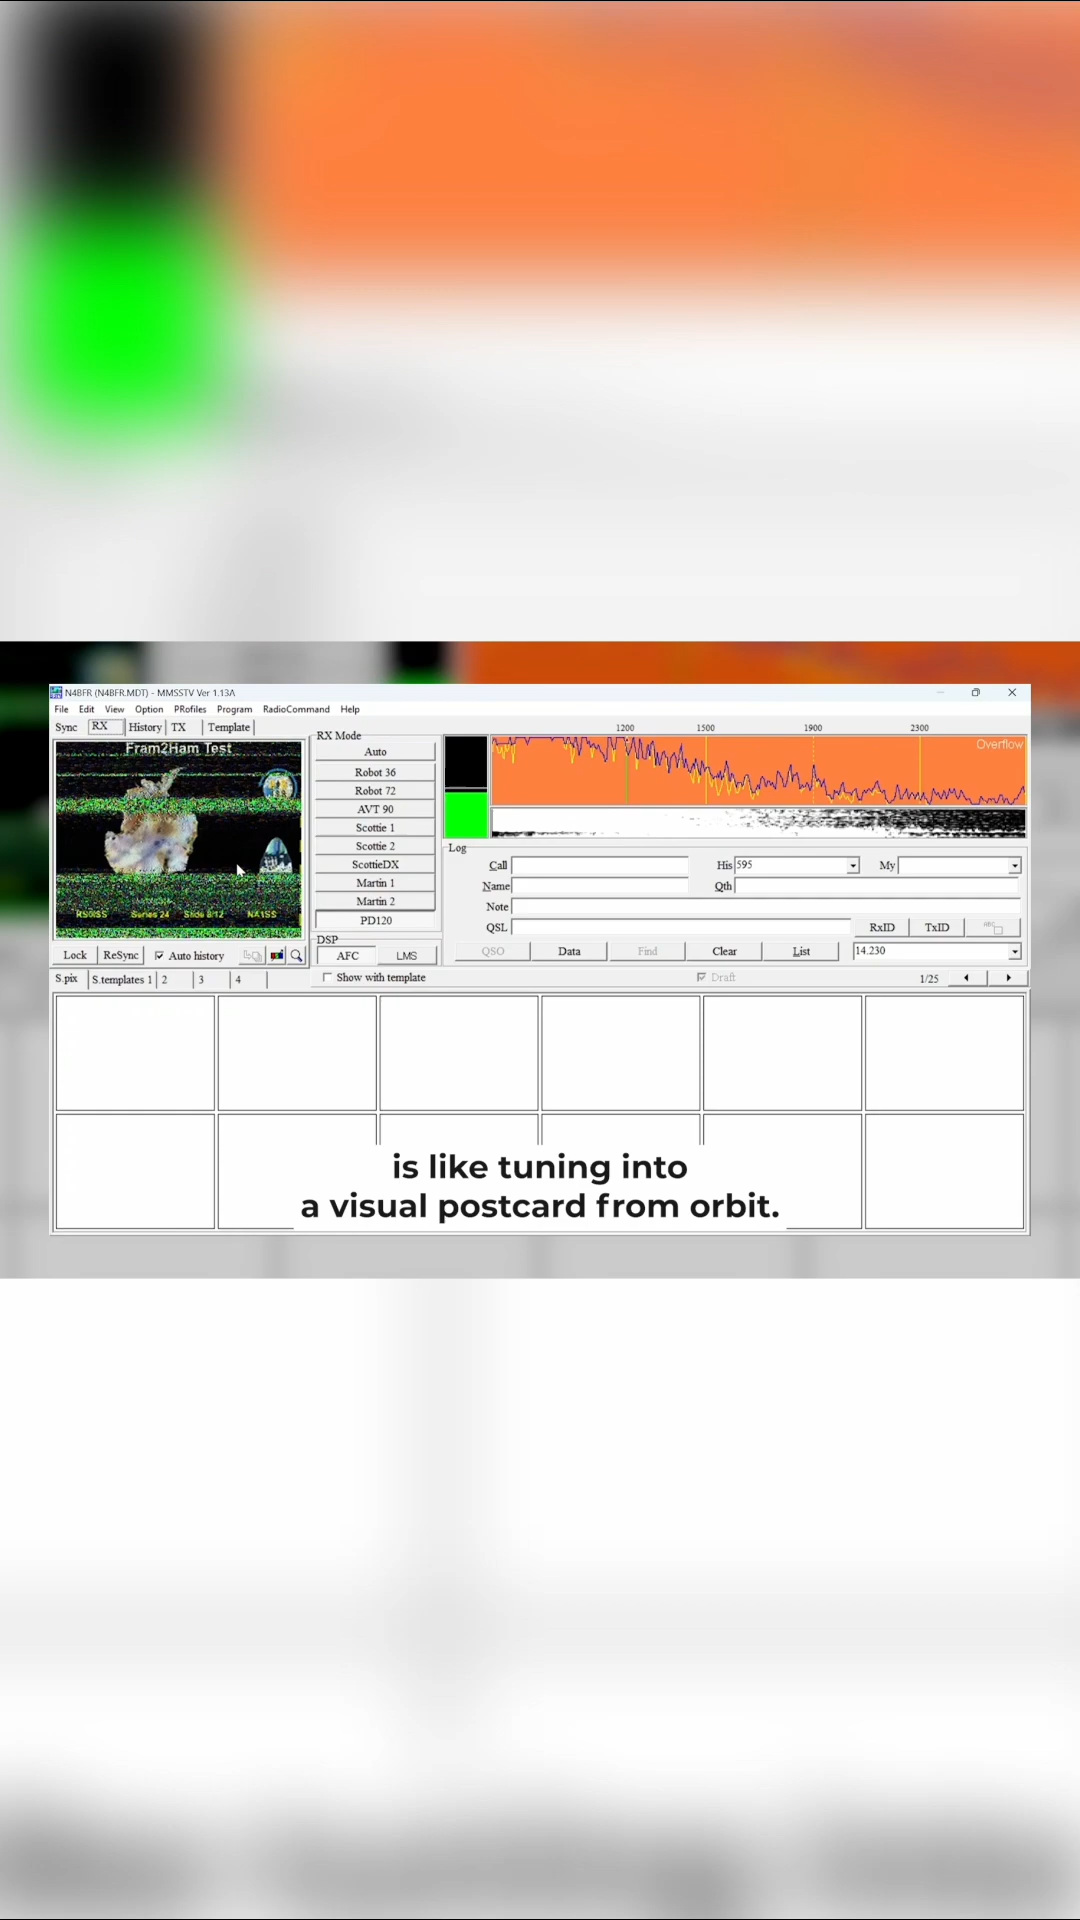 N4BFR (N4BFR.MDT) - MMSSTV Ver 1.13A
File Edit View Option PRofiles Program RadioCommand Help
Sync RX History TX Template
Fram2Ham Test
RS0ISS Series 24 Slide 8/12 NA1SS
RX Mode
Auto
Robot 36
Robot 72
AVT 90
Scottie 1
Scottie 2
ScottieDX
Martin 1
Martin 2
PD120
DSP
AFC LMS
1200 1500 1900 2300
Overflow
Log
Call His 595 My
Name Qth
Note
QSL RxID TxID
QSO Data Find Clear List 14.230
Lock ReSync Auto history
S.pix S.templates 1 2 3 4 Show with template Draft 1/25
is like tuning into
a visual postcard from orbit.